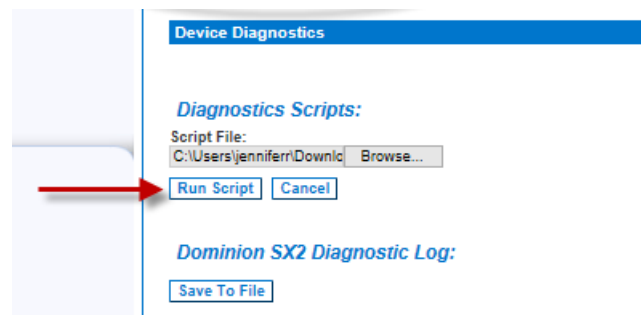 Device Diagnostics
Diagnostics Scripts:
Script File:
C:\Users\jenniferr\Downlc Browse...
Run Script Cancel
Dominion SX2 Diagnostic Log:
Save To File